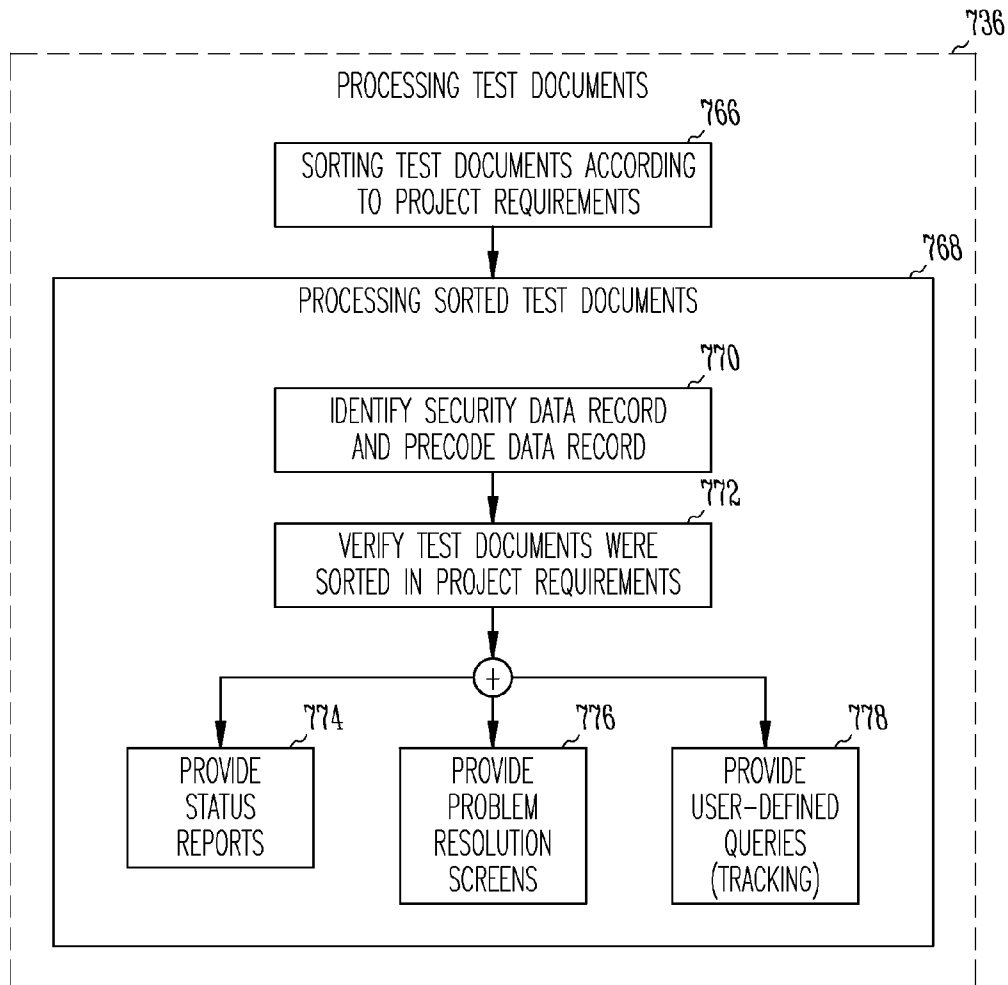 736
PROCESSING TEST DOCUMENTS
766
SORTING TEST DOCUMENTS ACCORDING
TO PROJECT REQUIREMENTS
768
PROCESSING SORTED TEST DOCUMENTS
770
IDENTIFY SECURITY DATA RECORD
AND PRECODE DATA RECORD
772
VERIFY TEST DOCUMENTS WERE
SORTED IN PROJECT REQUIREMENTS
+
774
PROVIDE
STATUS
REPORTS
776
PROVIDE
PROBLEM
RESOLUTION
SCREENS
778
PROVIDE
USER-DEFINED
QUERIES
(TRACKING)